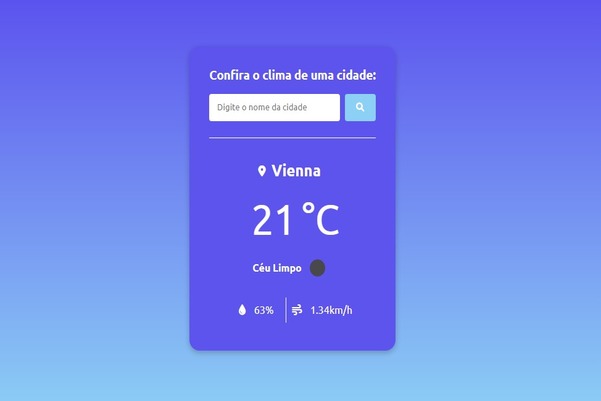 Confira o clima de uma cidade:
Digite o nome da cidade
Vienna
21 °C
Céu Limpo
63% 1.34km/h